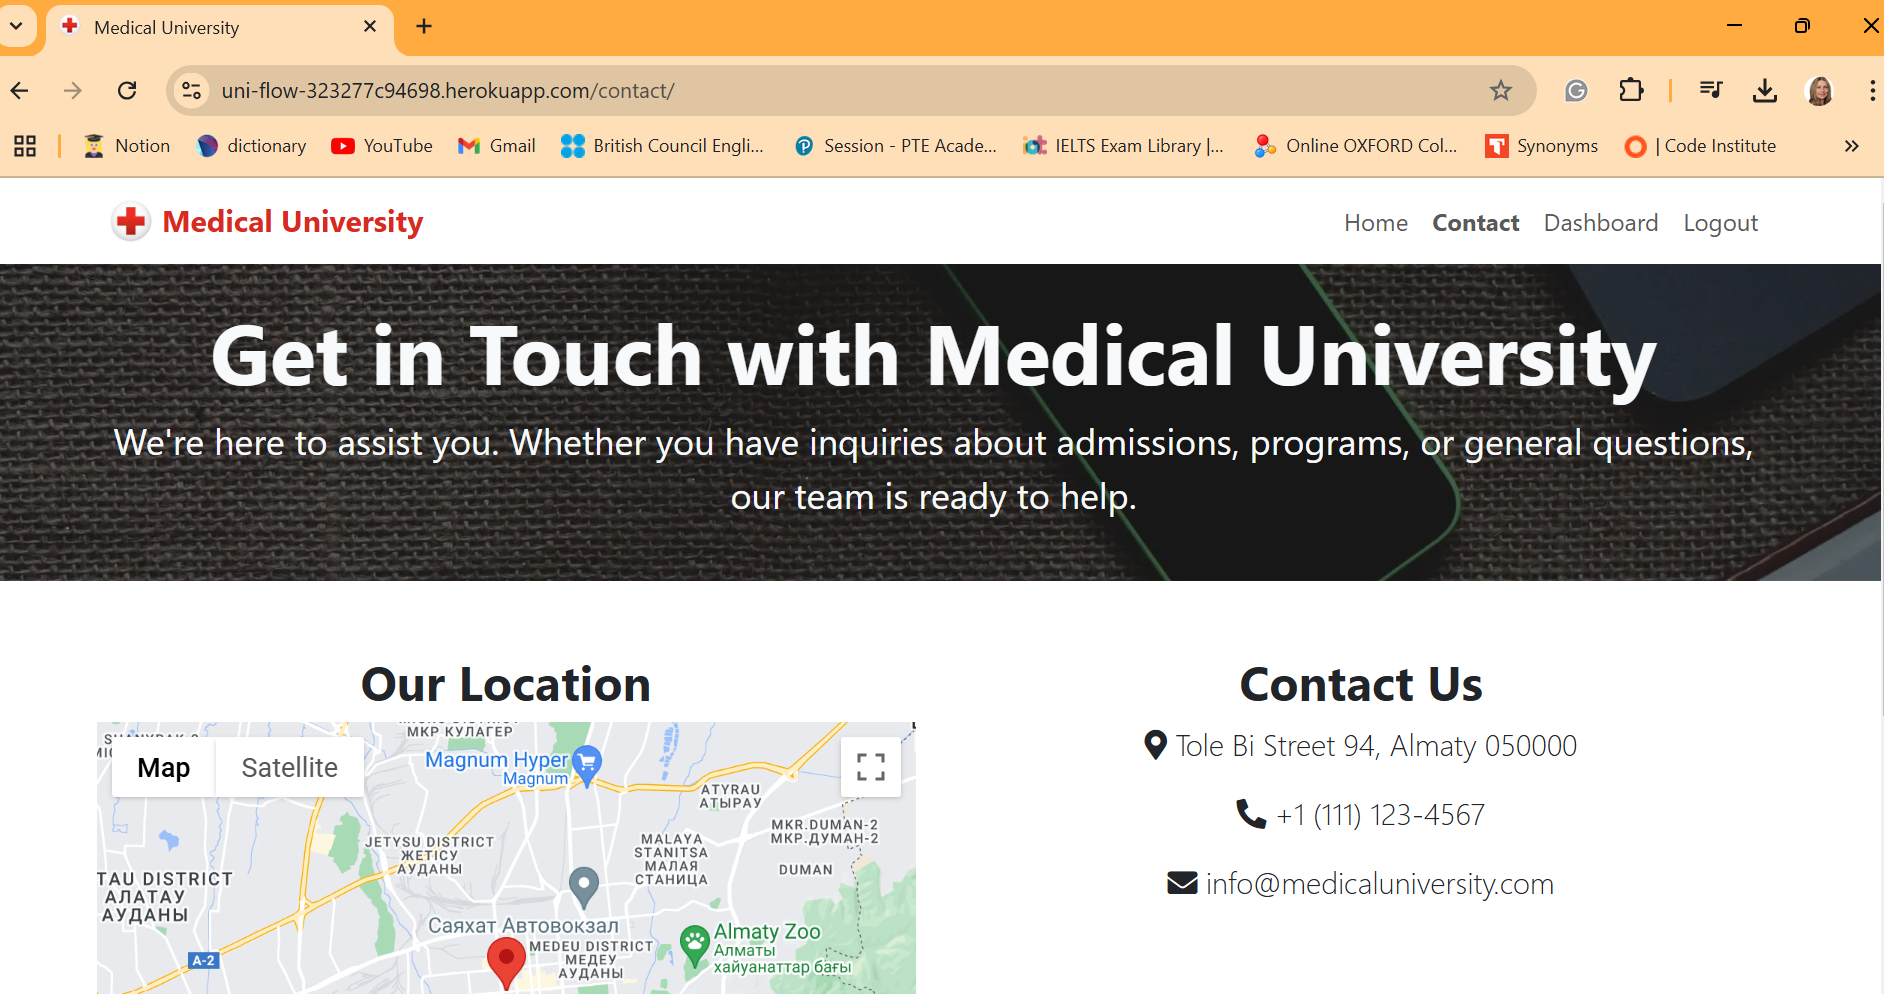 Medical University
uni-flow-323277c94698.herokuapp.com/contact/
Notion
dictionary
YouTube
Gmail
British Council Engli...
Session - PTE Acade...
IELTS Exam Library |...
Online OXFORD Col...
Synonyms
| Code Institute
Medical University
Home Contact Dashboard Logout
Get in Touch with Medical University
We're here to assist you. Whether you have inquiries about admissions, programs, or general questions,
our team is ready to help.
Our Location
МКР КУЛАГЕР
Map Satellite
Magnum Hyper
Magnum
ATYRAU
АТЫРАУ
MKR.DUMAN-2
МКР.ДУМАН-2
JETYSU DISTRICT
ЖЕТІСУ
АУДАНЫ
MALAYA
STANITSA
МАЛАЯ
СТАНИЦА
DUMAN
TAU DISTRICT
АЛАТАУ
АУДАНЫ
Саяхат Автовокзал
MEDEU DISTRICT
МЕДЕУ
АУДАНЫ
Almaty Zoo
Алматы
хайуанаттар бағы
A-2
Contact Us
Tole Bi Street 94, Almaty 050000
+1 (111) 123-4567
info@medicaluniversity.com